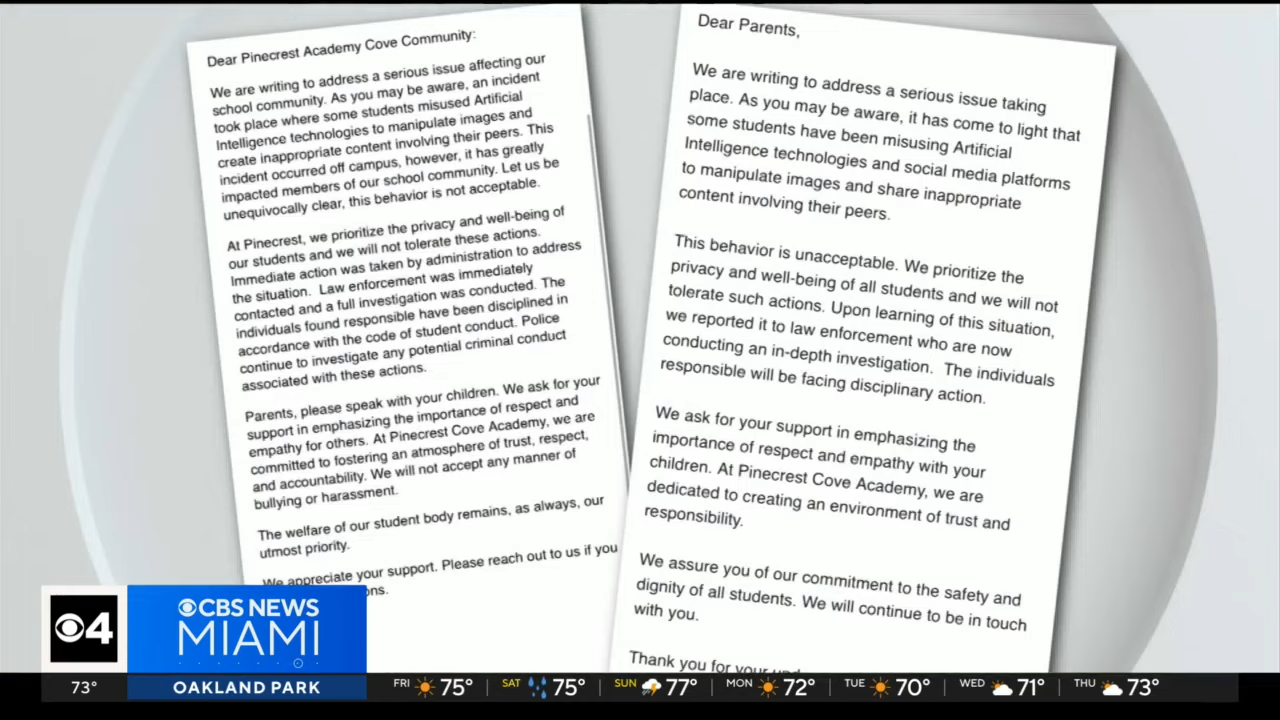 Dear Pinecrest Academy Cove Community:
We are writing to address a serious issue affecting our
school community. As you may be aware, an incident
took place where some students misused Artificial
Intelligence technologies to manipulate images and
create inappropriate content involving their peers. This
incident occurred off campus, however, it has greatly
impacted members of our school community. Let us be
unequivocally clear, this behavior is not acceptable.
At Pinecrest, we prioritize the privacy and well-being of
our students and we will not tolerate these actions.
Immediate action was taken by administration to address
the situation. Law enforcement was immediately
contacted and a full investigation was conducted. The
individuals found responsible have been disciplined in
accordance with the code of student conduct. Police
continue to investigate any potential criminal conduct
associated with these actions.
Parents, please speak with your children. We ask for your
support in emphasizing the importance of respect and
empathy for others. At Pinecrest Cove Academy, we are
committed to fostering an atmosphere of trust, respect,
and accountability. We will not accept any manner of
bullying or harassment.
The welfare of our student body remains, as always, our
utmost priority.
We appreciate your support. Please reach out to us if you
Dear Parents,
We are writing to address a serious issue taking
place. As you may be aware, it has come to light that
some students have been misusing Artificial
Intelligence technologies and social media platforms
to manipulate images and share inappropriate
content involving their peers.
This behavior is unacceptable. We prioritize the
privacy and well-being of all students and we will not
tolerate such actions. Upon learning of this situation,
we reported it to law enforcement who are now
conducting an in-depth investigation. The individuals
responsible will be facing disciplinary action.
We ask for your support in emphasizing the
importance of respect and empathy with your
children. At Pinecrest Cove Academy, we are
dedicated to creating an environment of trust and
responsibility.
We assure you of our commitment to the safety and
dignity of all students. We will continue to be in touch
with you.
Thank you for your
4
CBS NEWS
MIAMI
73° OAKLAND PARK FRI 75° SAT 75° SUN 77° MON 72° TUE 70° WED 71° THU 73°